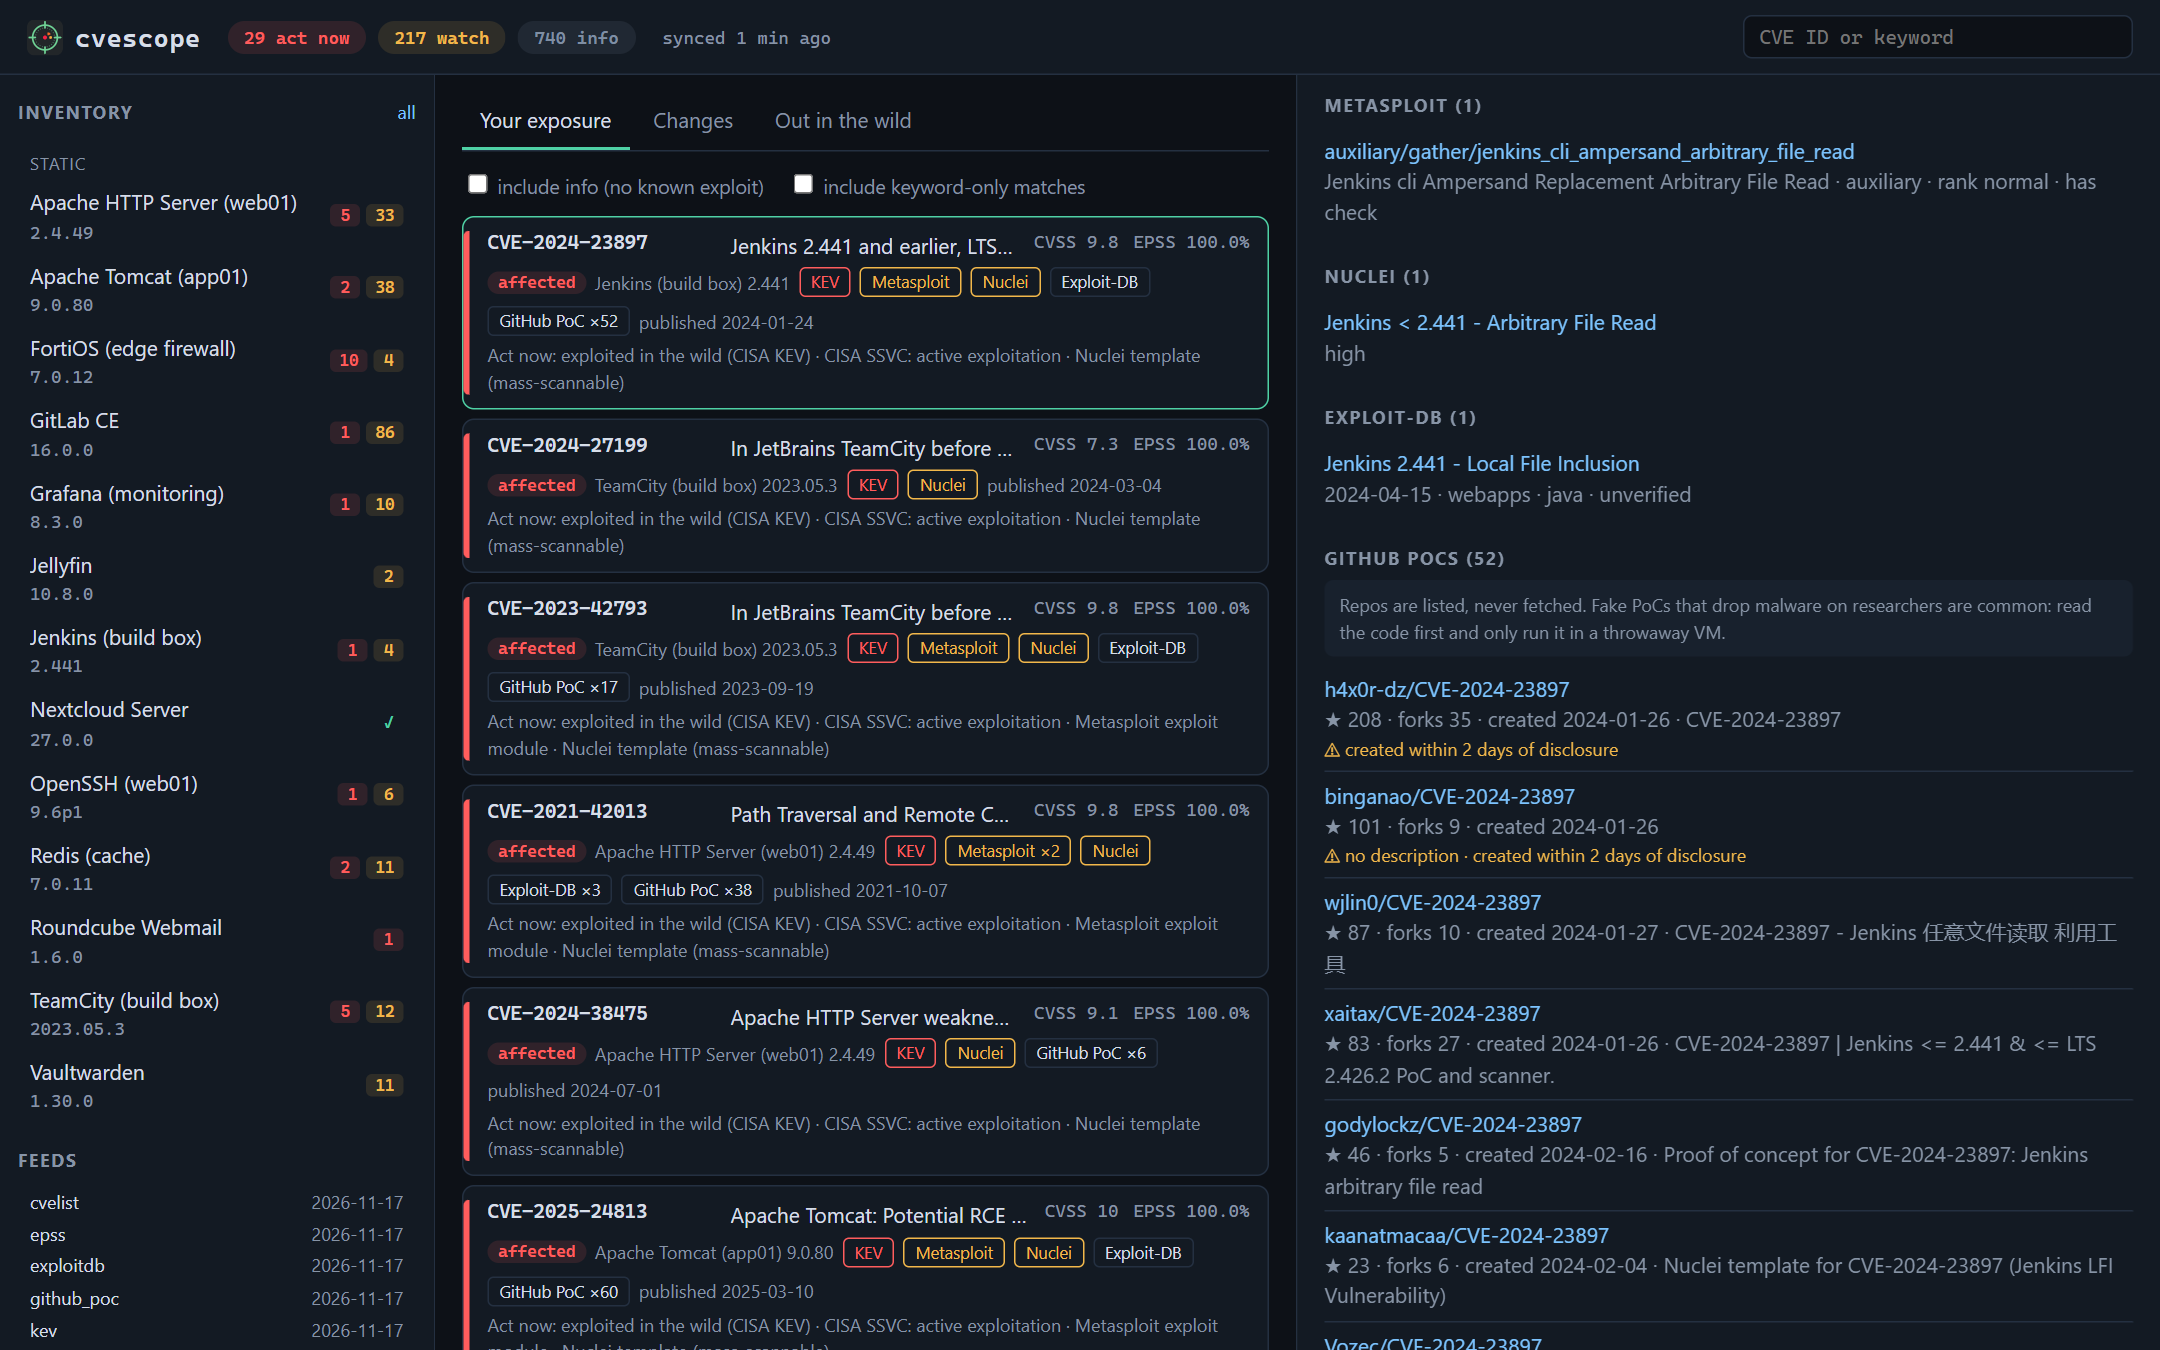 cvescope
29 act now
217 watch
740 info
synced 1 min ago
CVE ID or keyword
INVENTORY
all
STATIC
Apache HTTP Server (web01)
2.4.49
5 33
Apache Tomcat (app01)
9.0.80
2 38
FortiOS (edge firewall)
7.0.12
10 4
GitLab CE
16.0.0
1 86
Grafana (monitoring)
8.3.0
1 10
Jellyfin
10.8.0
2
Jenkins (build box)
2.441
1 4
Nextcloud Server
27.0.0
✓
OpenSSH (web01)
9.6p1
1 6
Redis (cache)
7.0.11
2 11
Roundcube Webmail
1.6.0
1
TeamCity (build box)
2023.05.3
5 12
Vaultwarden
1.30.0
11
FEEDS
cvelist 2026-11-17
epss 2026-11-17
exploitdb 2026-11-17
github_poc 2026-11-17
kev 2026-11-17
Your exposure
Changes
Out in the wild
include info (no known exploit)
include keyword-only matches
CVE-2024-23897 Jenkins 2.441 and earlier, LTS... CVSS 9.8 EPSS 100.0%
affected Jenkins (build box) 2.441 KEV Metasploit Nuclei Exploit-DB
GitHub PoC ×52 published 2024-01-24
Act now: exploited in the wild (CISA KEV) · CISA SSVC: active exploitation · Nuclei template
(mass-scannable)
CVE-2024-27199 In JetBrains TeamCity before ... CVSS 7.3 EPSS 100.0%
affected TeamCity (build box) 2023.05.3 KEV Nuclei published 2024-03-04
Act now: exploited in the wild (CISA KEV) · CISA SSVC: active exploitation · Nuclei template
(mass-scannable)
CVE-2023-42793 In JetBrains TeamCity before ... CVSS 9.8 EPSS 100.0%
affected TeamCity (build box) 2023.05.3 KEV Metasploit Nuclei Exploit-DB
GitHub PoC ×17 published 2023-09-19
Act now: exploited in the wild (CISA KEV) · CISA SSVC: active exploitation · Metasploit exploit
module · Nuclei template (mass-scannable)
CVE-2021-42013 Path Traversal and Remote C... CVSS 9.8 EPSS 100.0%
affected Apache HTTP Server (web01) 2.4.49 KEV Metasploit ×2 Nuclei
Exploit-DB ×3 GitHub PoC ×38 published 2021-10-07
Act now: exploited in the wild (CISA KEV) · CISA SSVC: active exploitation · Metasploit exploit
module · Nuclei template (mass-scannable)
CVE-2024-38475 Apache HTTP Server weakne... CVSS 9.1 EPSS 100.0%
affected Apache HTTP Server (web01) 2.4.49 KEV Nuclei GitHub PoC ×6
published 2024-07-01
Act now: exploited in the wild (CISA KEV) · CISA SSVC: active exploitation · Nuclei template
(mass-scannable)
CVE-2025-24813 Apache Tomcat: Potential RCE ... CVSS 10 EPSS 100.0%
affected Apache Tomcat (app01) 9.0.80 KEV Metasploit Nuclei Exploit-DB
GitHub PoC ×60 published 2025-03-10
Act now: exploited in the wild (CISA KEV) · CISA SSVC: active exploitation · Metasploit exploit
module · Nuclei template (mass-scannable)
METASPLOIT (1)
auxiliary/gather/jenkins_cli_ampersand_arbitrary_file_read
Jenkins cli Ampersand Replacement Arbitrary File Read · auxiliary · rank normal · has
check
NUCLEI (1)
Jenkins < 2.441 - Arbitrary File Read
high
EXPLOIT-DB (1)
Jenkins 2.441 - Local File Inclusion
2024-04-15 · webapps · java · unverified
GITHUB POCS (52)
Repos are listed, never fetched. Fake PoCs that drop malware on researchers are common: read
the code first and only run it in a throwaway VM.
h4x0r-dz/CVE-2024-23897
★ 208 · forks 35 · created 2024-01-26 · CVE-2024-23897
⚠ created within 2 days of disclosure
binganao/CVE-2024-23897
★ 101 · forks 9 · created 2024-01-26
⚠ no description · created within 2 days of disclosure
wjlin0/CVE-2024-23897
★ 87 · forks 10 · created 2024-01-27 · CVE-2024-23897 - Jenkins 任意文件读取 利用工
具
xaitax/CVE-2024-23897
★ 83 · forks 27 · created 2024-01-26 · CVE-2024-23897 | Jenkins <= 2.441 & <= LTS
2.426.2 PoC and scanner.
godylockz/CVE-2024-23897
★ 46 · forks 5 · created 2024-02-16 · Proof of concept for CVE-2024-23897: Jenkins
arbitrary file read
kaanatmacaa/CVE-2024-23897
★ 23 · forks 6 · created 2024-02-04 · Nuclei template for CVE-2024-23897 (Jenkins LFI
Vulnerability)
Vozec/CVE-2024-23897